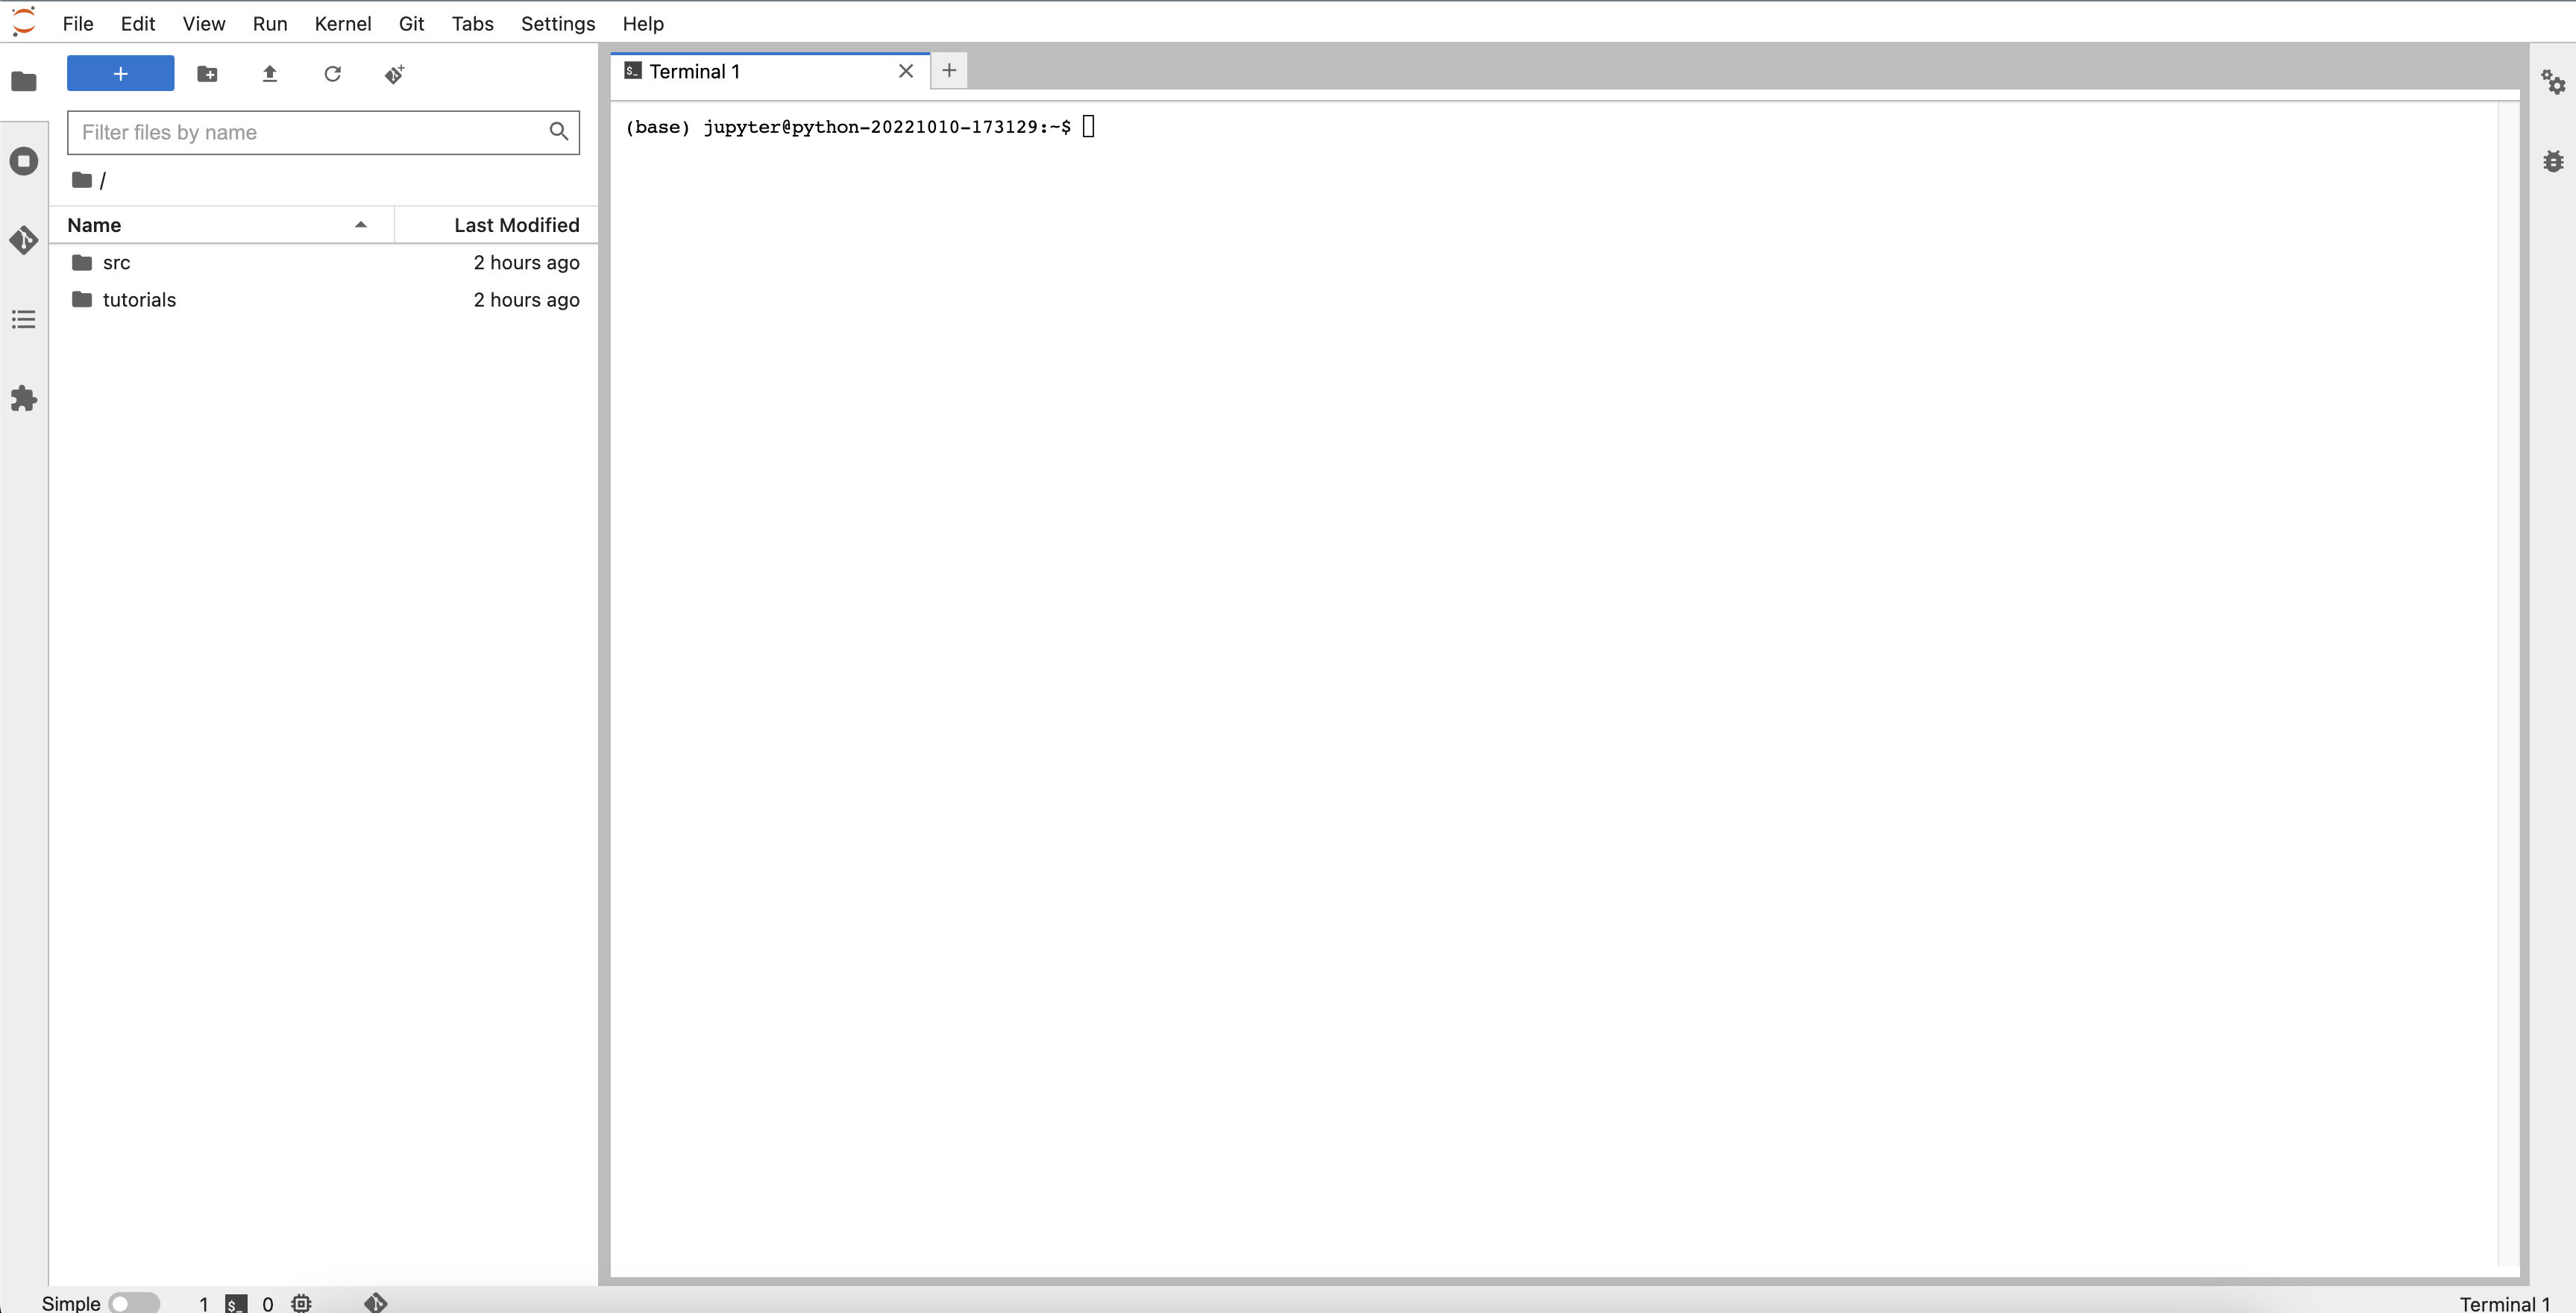 File Edit View Run Kernel Git Tabs Settings Help
+
Filter files by name
/
Name Last Modified
src 2 hours ago
tutorials 2 hours ago
$_ Terminal 1
(base) jupyter@python-20221010-173129:~$
Simple 1 $_ 0 Terminal 1